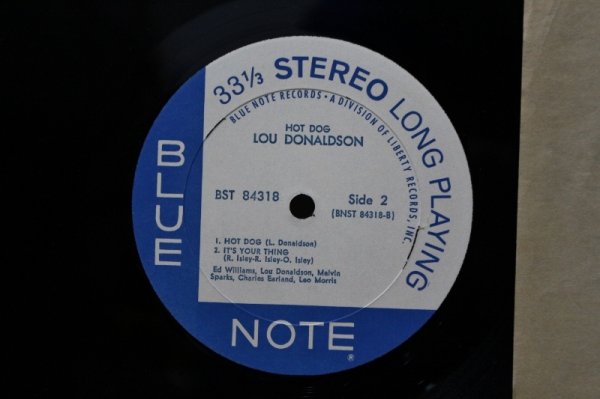 33⅓ STEREO LONG PLAYING
BLUE NOTE RECORDS • A DIVISION OF LIBERTY RECORDS, INC.
HOT DOG
LOU DONALDSON
BST 84318
Side 2
(BNST 84318-B)
1. HOT DOG (L. Donaldson)
2. IT'S YOUR THING
(R. Isley-R. Isley-O. Isley)
Ed Williams, Lou Donaldson, Melvin
Sparks, Charles Earland, Leo Morris
BLUE
NOTE
®